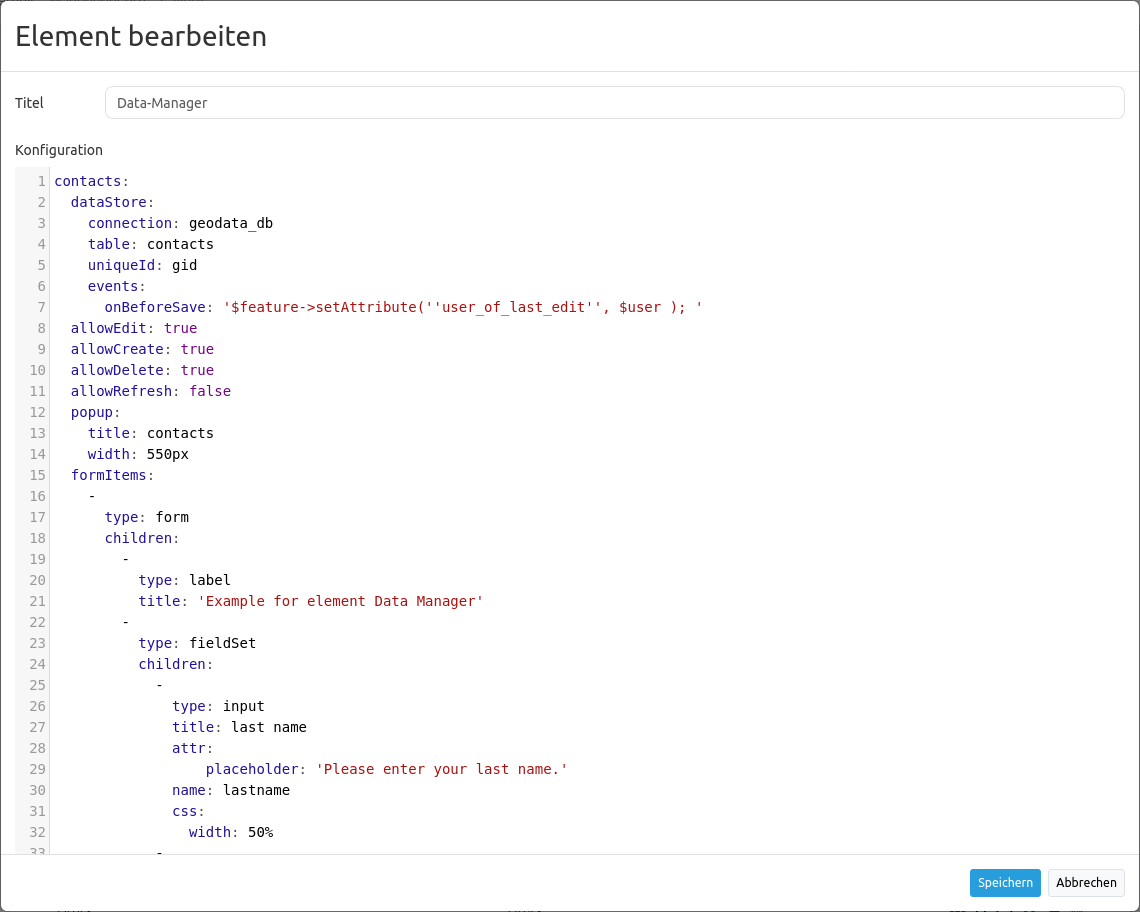 Element bearbeiten
Titel Data-Manager
Konfiguration
1 contacts:
2   dataStore:
3     connection: geodata_db
4     table: contacts
5     uniqueId: gid
6     events:
7       onBeforeSave: '$feature->setAttribute(''user_of_last_edit'', $user ); '
8   allowEdit: true
9   allowCreate: true
10   allowDelete: true
11   allowRefresh: false
12   popup:
13     title: contacts
14     width: 550px
15   formItems:
16     -
17       type: form
18       children:
19         -
20           type: label
21           title: 'Example for element Data Manager'
22         -
23           type: fieldSet
24           children:
25             -
26               type: input
27               title: last name
28               attr:
29                   placeholder: 'Please enter your last name.'
30               name: lastname
31               css:
32                 width: 50%
33             -
Speichern Abbrechen